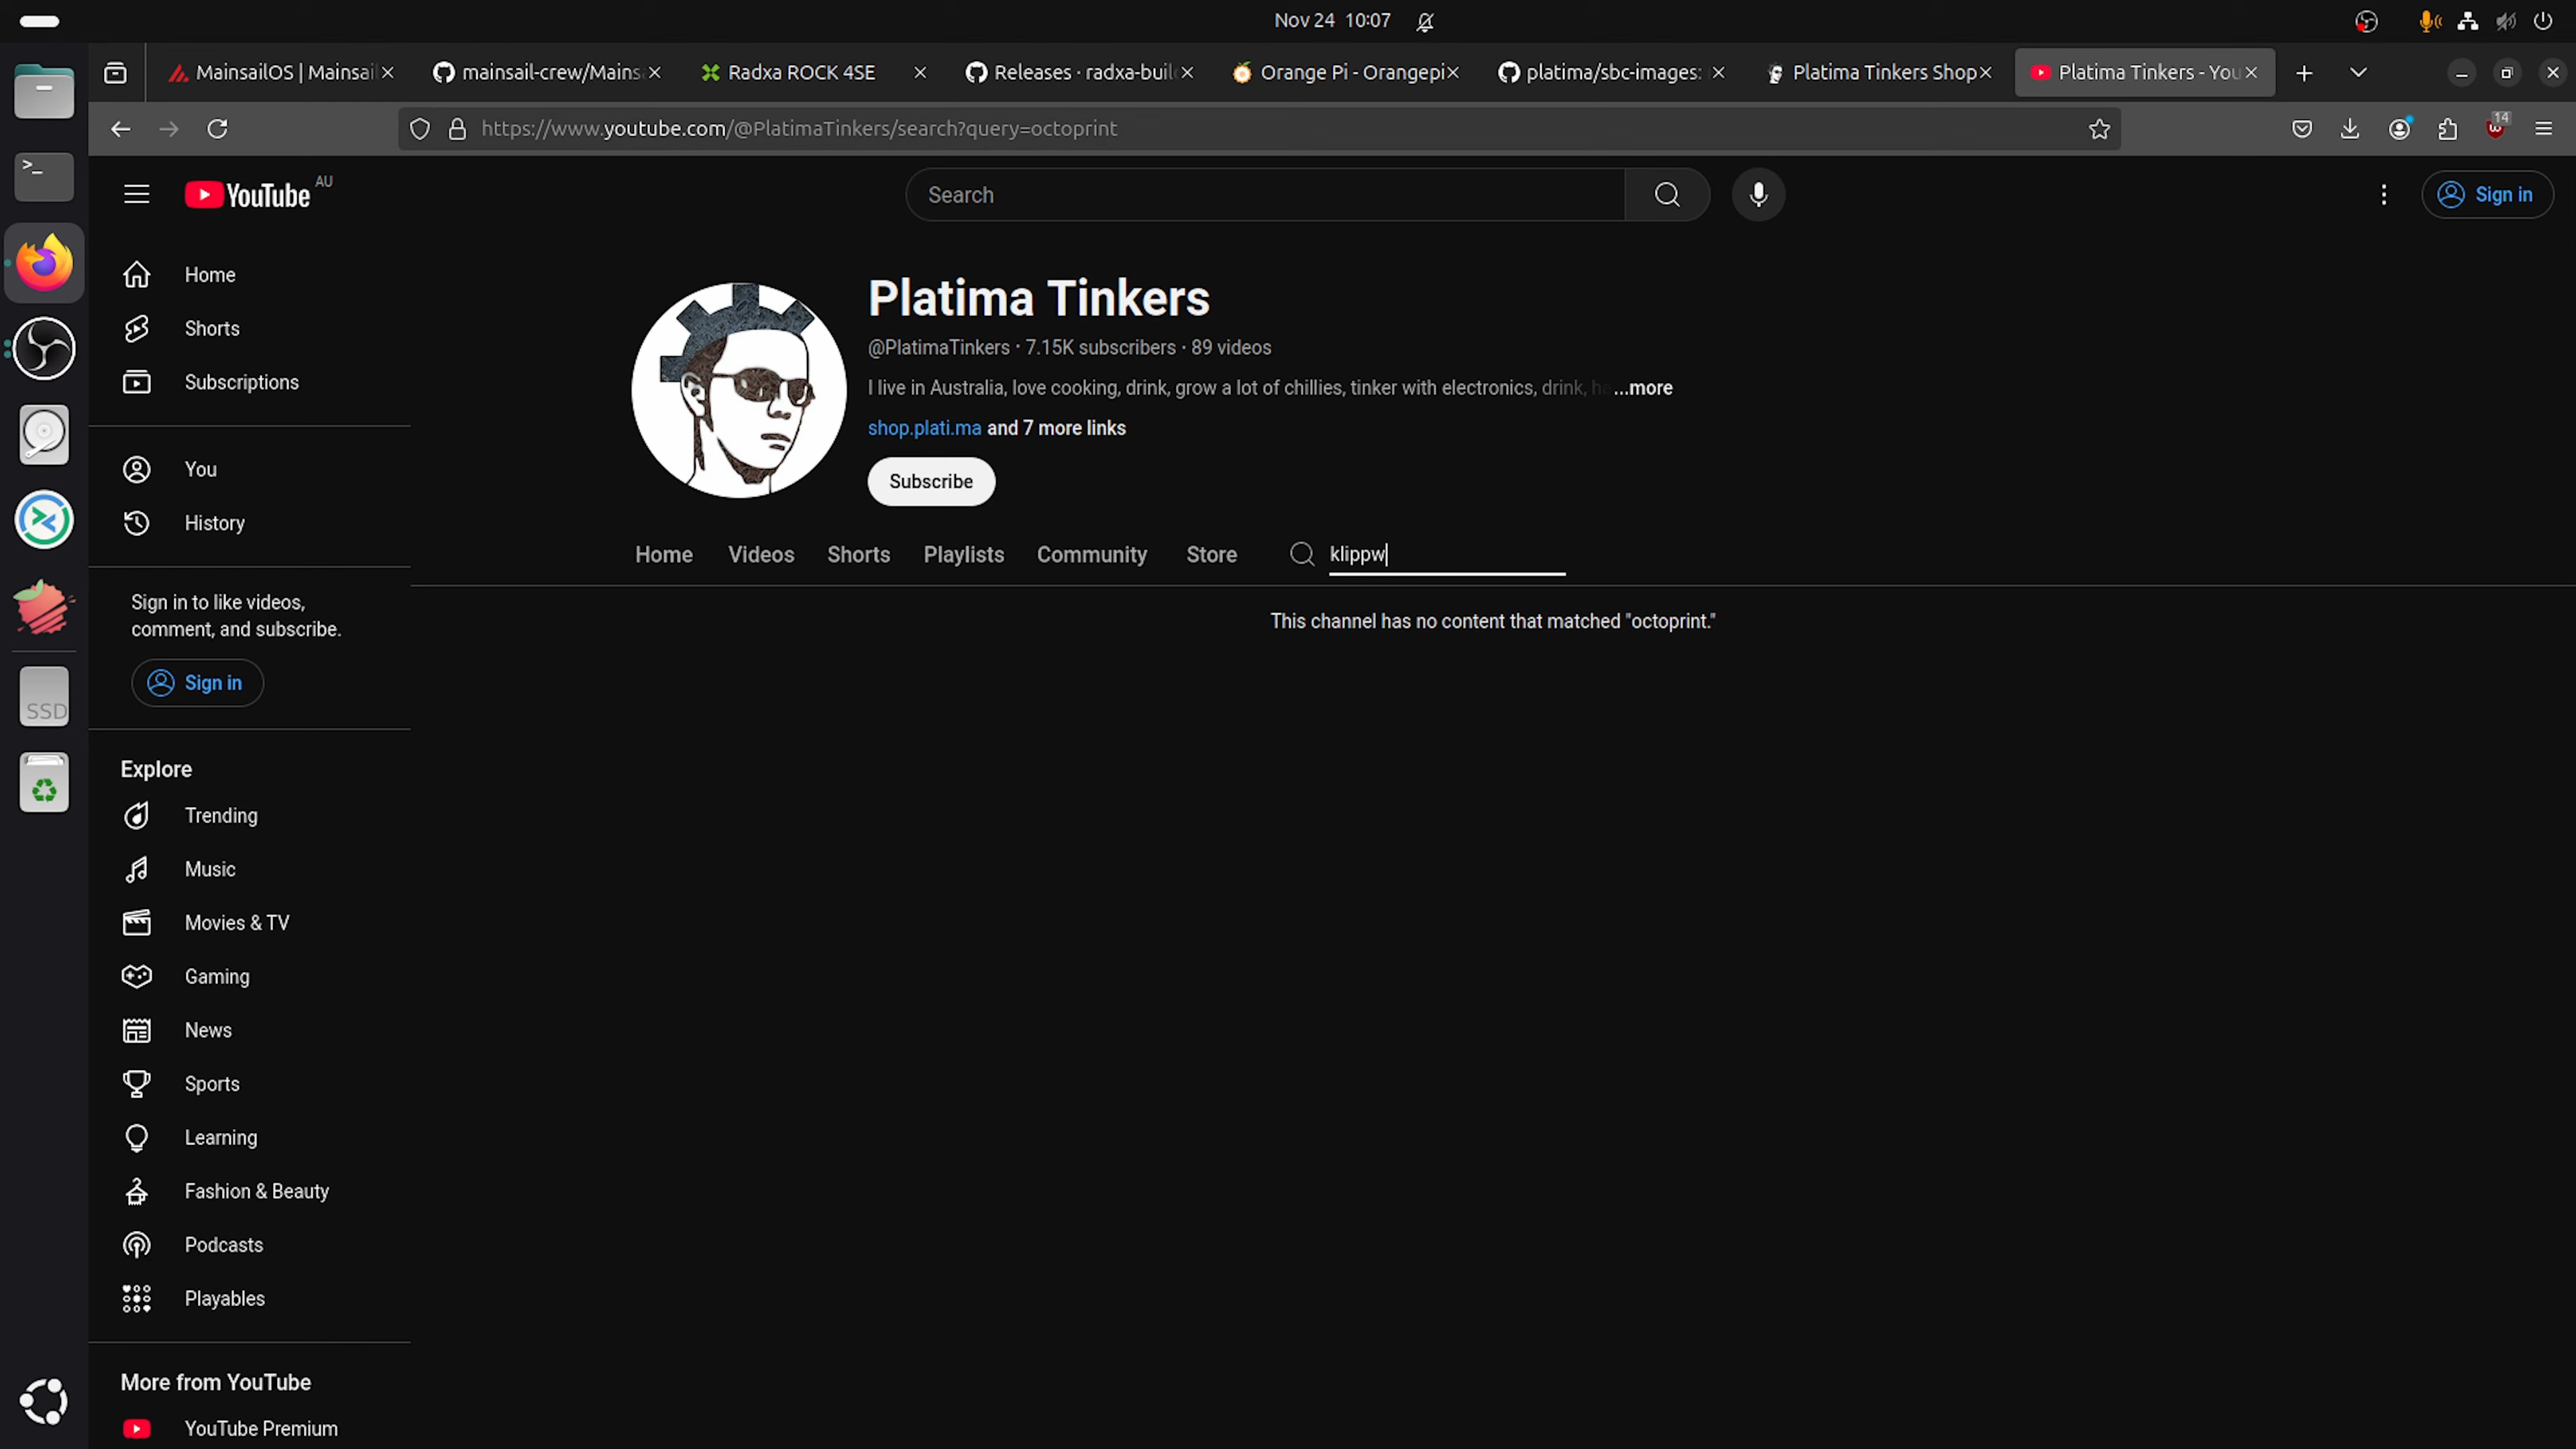 Nov 24 10:07
MainsailOS | Mainsail
mainsail-crew/Mains
Radxa ROCK 4SE
Releases · radxa-buil
Orange Pi - Orangepi
platima/sbc-images:
Platima Tinkers Shop
Platima Tinkers - You
https://www.youtube.com/@PlatimaTinkers/search?query=octoprint
14
YouTube AU
Search
Sign in
Home
Shorts
Subscriptions
You
History
Sign in to like videos,
comment, and subscribe.
Sign in
Explore
Trending
Music
Movies & TV
Gaming
News
Sports
Learning
Fashion & Beauty
Podcasts
Playables
More from YouTube
YouTube Premium
Platima Tinkers
@PlatimaTinkers · 7.15K subscribers · 89 videos
I live in Australia, love cooking, drink, grow a lot of chillies, tinker with electronics, drink, ha ...more
shop.plati.ma and 7 more links
Subscribe
Home Videos Shorts Playlists Community Store klippw
This channel has no content that matched "octoprint."
SSD